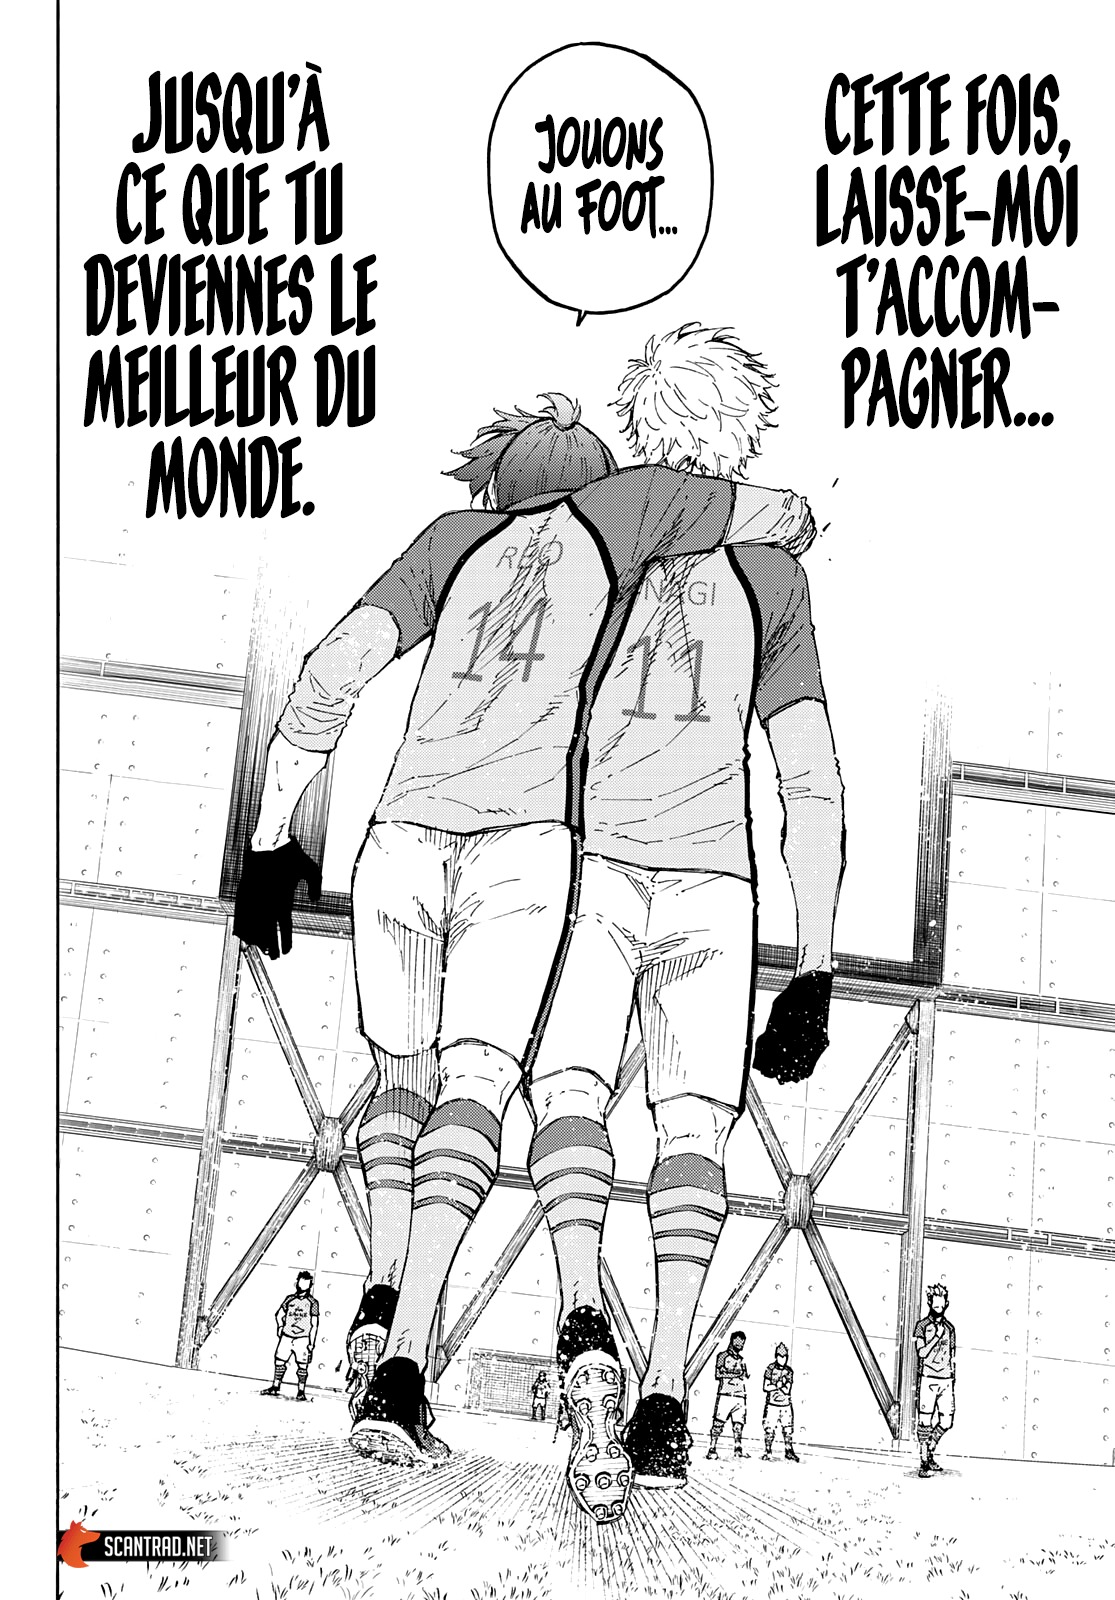 CETTE FOIS,
LAISSE-MOI
T'ACCOM-
PAGNER...
JOUONS
AU FOOT...
JUSQU'À
CE QUE TU
DEVIENNES LE
MEILLEUR DU
MONDE.
REO
14
NAGI
11
SCANTRAD.NET